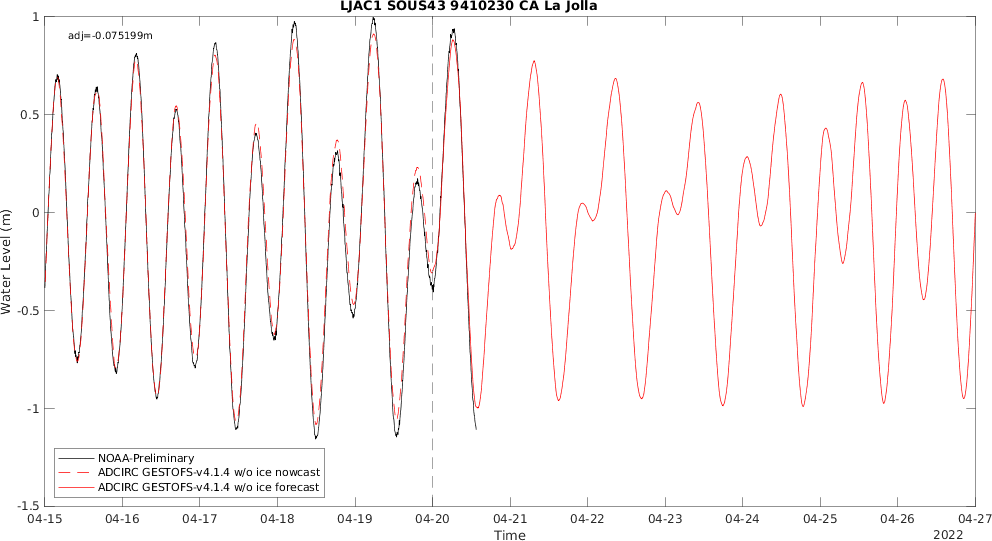 LJAC1 SOUS43 9410230 CA La Jolla
adj=-0.075199m
1
0.5
0
-0.5
-1
-1.5
Water Level (m)
NOAA-Preliminary
ADCIRC GESTOFS-v4.1.4 w/o ice nowcast
ADCIRC GESTOFS-v4.1.4 w/o ice forecast
04-15 04-16 04-17 04-18 04-19 04-20 04-21 04-22 04-23 04-24 04-25 04-26 04-27
Time
2022